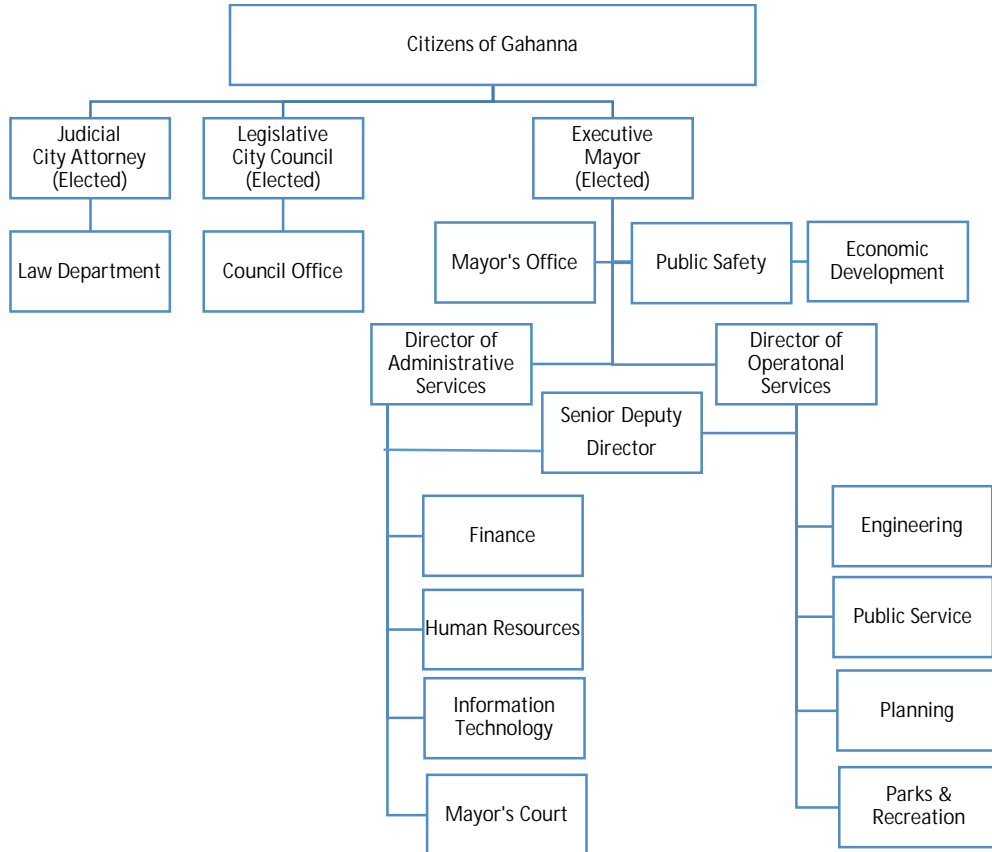 Citizens of Gahanna
Judicial
City Attorney
(Elected)
Legislative
City Council
(Elected)
Executive
Mayor
(Elected)
Law Department
Council Office
Mayor's Office
Public Safety
Economic
Development
Director of
Administrative
Services
Director of
Operatonal
Services
Senior Deputy
Director
Finance
Human Resources
Information
Technology
Mayor's Court
Engineering
Public Service
Planning
Parks &
Recreation